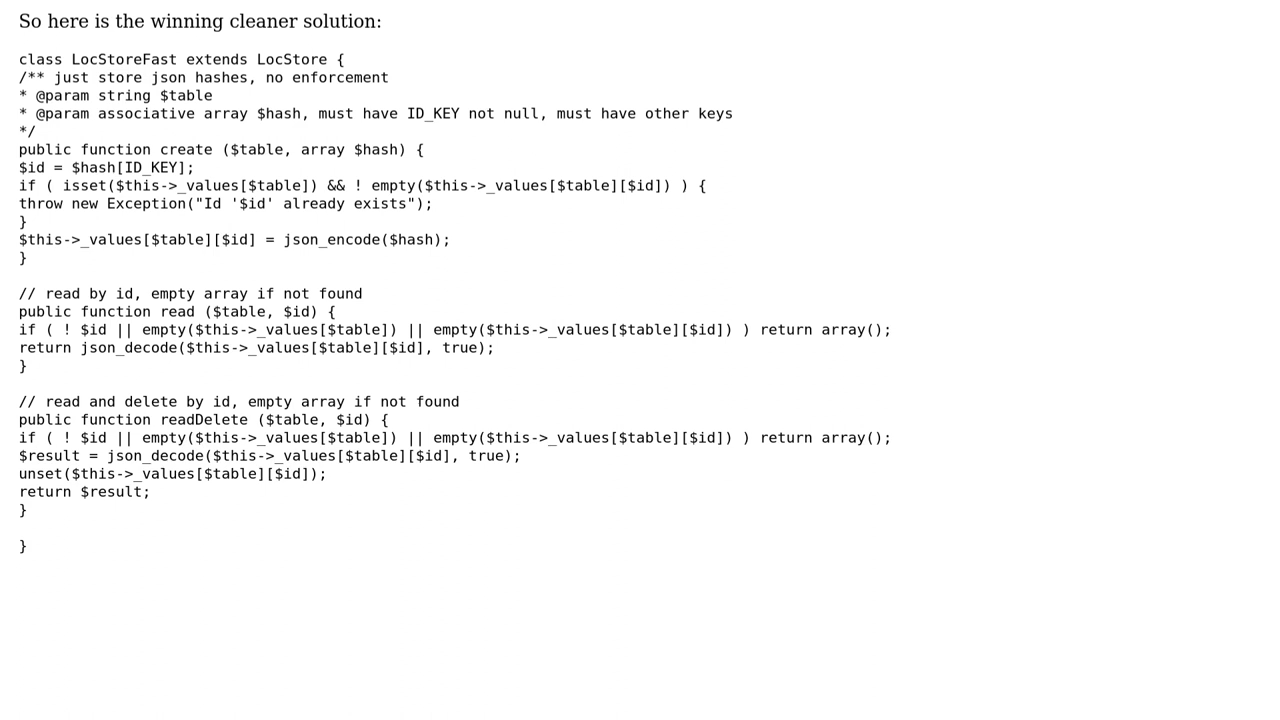 So here is the winning cleaner solution:
class LocStoreFast extends LocStore {
/** just store json hashes, no enforcement
* @param string $table
* @param associative array $hash, must have ID_KEY not null, must have other keys
*/
public function create ($table, array $hash) {
$id = $hash[ID_KEY];
if ( isset($this->_values[$table]) && ! empty($this->_values[$table][$id]) ) {
throw new Exception("Id '$id' already exists");
}
$this->_values[$table][$id] = json_encode($hash);
}

// read by id, empty array if not found
public function read ($table, $id) {
if ( ! $id || empty($this->_values[$table]) || empty($this->_values[$table][$id]) ) return array();
return json_decode($this->_values[$table][$id], true);
}

// read and delete by id, empty array if not found
public function readDelete ($table, $id) {
if ( ! $id || empty($this->_values[$table]) || empty($this->_values[$table][$id]) ) return array();
$result = json_decode($this->_values[$table][$id], true);
unset($this->_values[$table][$id]);
return $result;
}

}